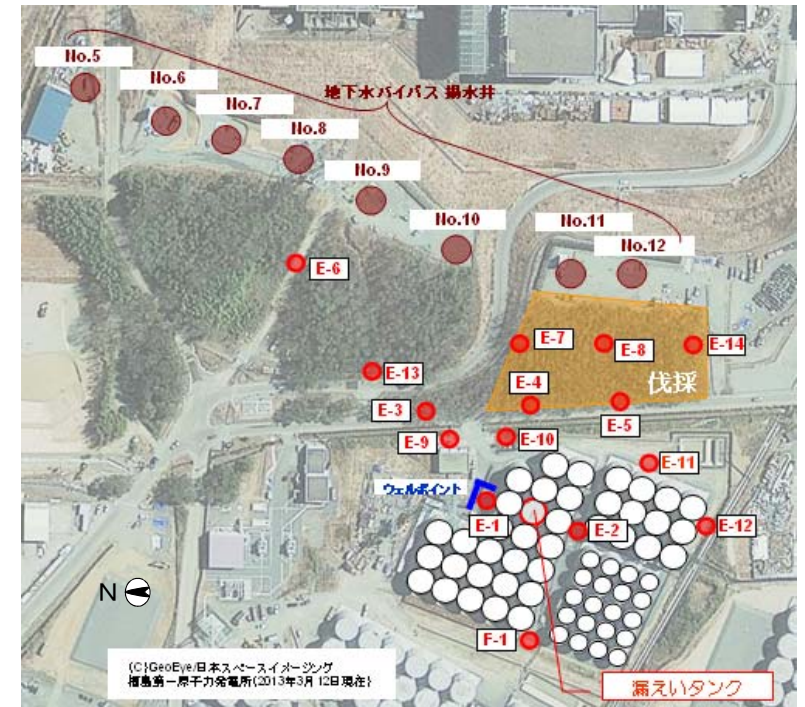 No.5
No.6
No.7
No.8
地下水バイパス 揚水井
No.9
No.10
No.11
No.12
E-6
E-7
E-8
E-14
E-13
伐採
E-4
E-3
E-5
E-9
E-10
E-11
ウェルポイント
E-1
E-2
E-12
N
F-1
(C)GeoEye/日本スペースイメージング
福島第一原子力発電所(2013年3月12日現在)
漏えいタンク